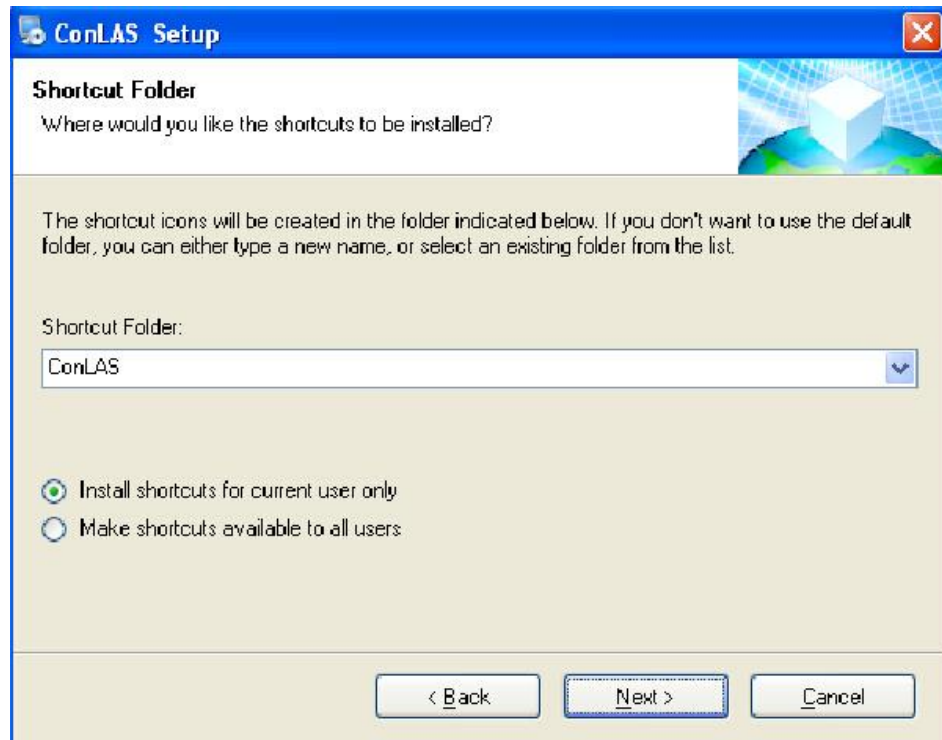 ConLAS Setup
Shortcut Folder
Where would you like the shortcuts to be installed?
The shortcut icons will be created in the folder indicated below. If you don't want to use the default
folder, you can either type a new name, or select an existing folder from the list.
Shortcut Folder:
ConLAS
Install shortcuts for current user only
Make shortcuts available to all users
< Back Next > Cancel